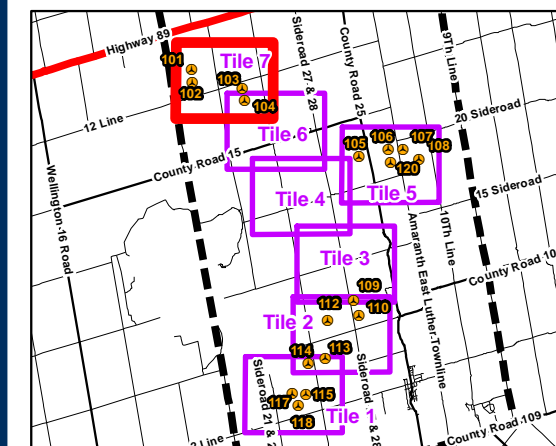 Highway 89
101
102
103
104
Tile 7
12 Line
Sideroad 27 & 28
County Road 25
9Th Line
20 Sideroad
Tile 6
County Road 15
105
106
107
108
120
Tile 5
15 Sideroad
Wellington 16 Road
Tile 4
Amaranth East Luther Townline
10Th Line
Tile 3
County Road 10
109
112
110
Tile 2
114
113
Sideroad 21 &
Sideroad
& 28
117
115
118
Tile 1
Line
County Road 109